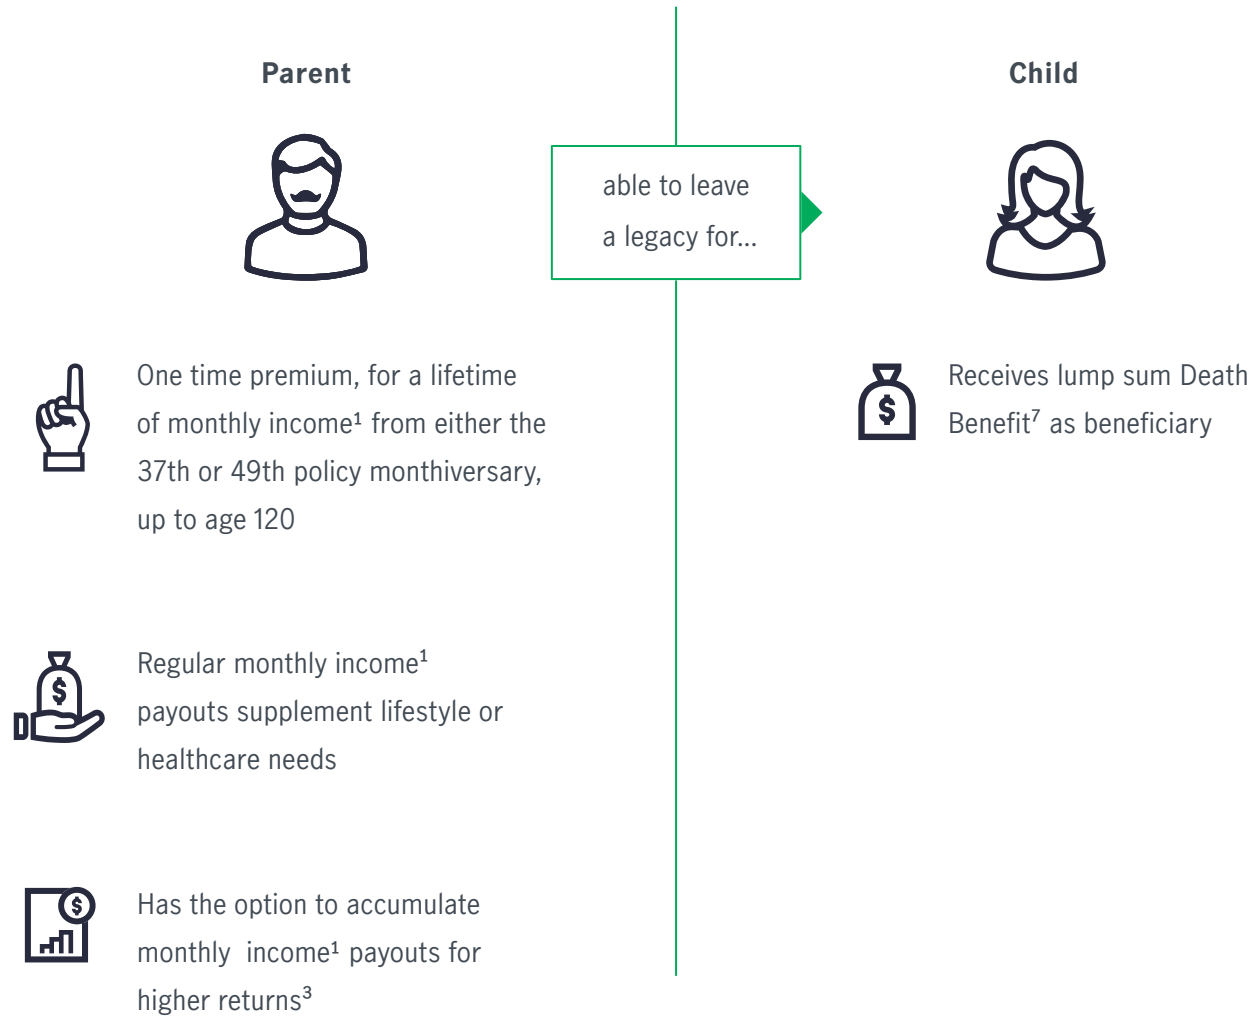 Parent
able to leave
a legacy for...
Child
One time premium, for a lifetime
of monthly income¹ from either the
37th or 49th policy monthiversary,
up to age 120
Regular monthly income¹
payouts supplement lifestyle or
healthcare needs
Has the option to accumulate
monthly income¹ payouts for
higher returns³
Receives lump sum Death
Benefit⁷ as beneficiary